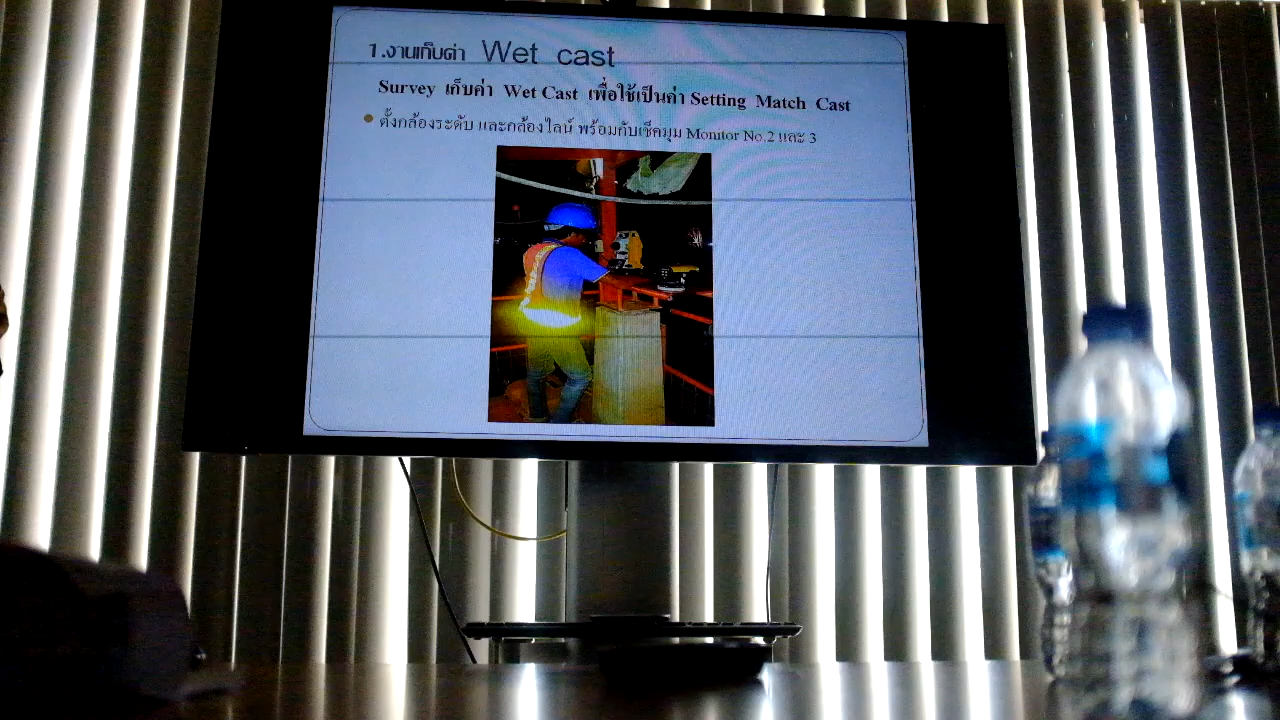 1.งานเก็บค่า Wet cast
Survey เก็บค่า Wet Cast เพื่อใช้เป็นค่า Setting Match Cast
ตั้งกล้องระดับ และกล้องไลน์ พร้อมกับเช็คมุม Monitor No.2 และ 3